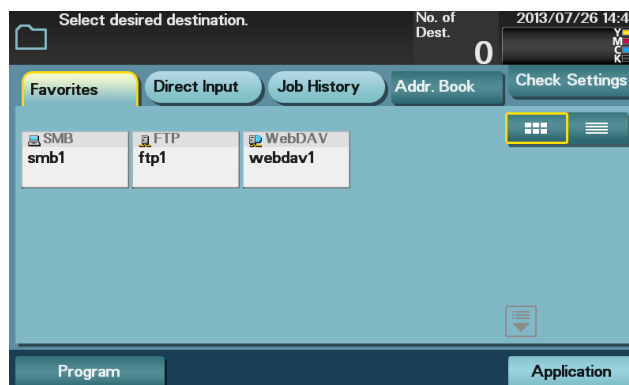 Select desired destination.
No. of
Dest.
0
2013/07/26 14:4
Y
M
C
K
Favorites
Direct Input
Job History
Addr. Book
Check Settings
SMB
smb1
FTP
ftp1
WebDAV
webdav1
Program
Application